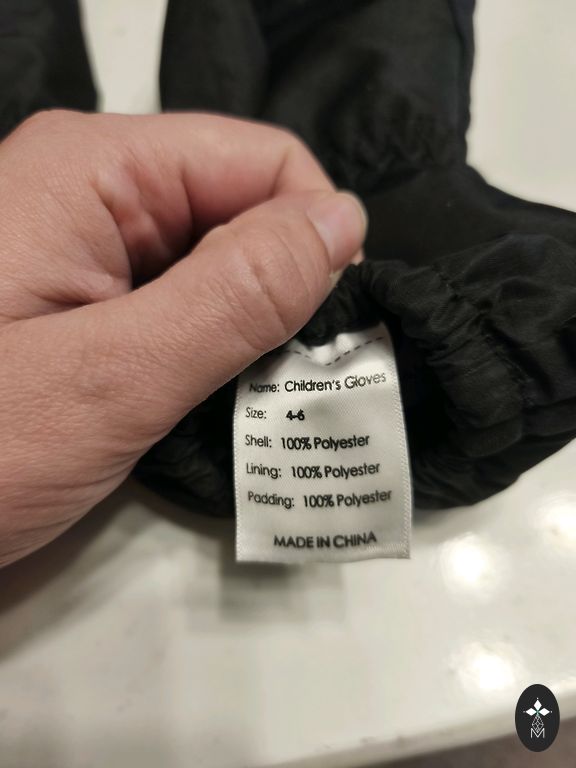 Name: Children's Gloves
Size: 4-6
Shell: 100% Polyester
Lining: 100% Polyester
Padding: 100% Polyester
MADE IN CHINA
M